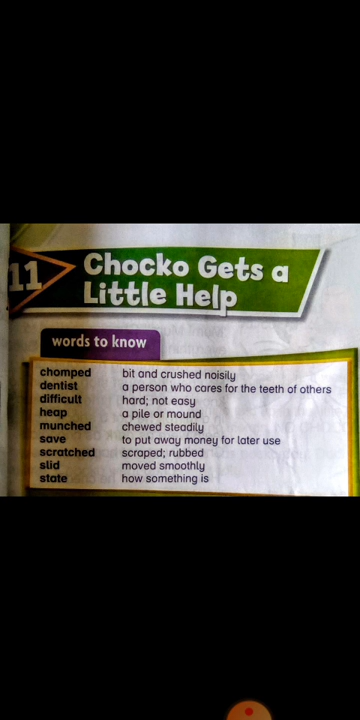 11
Chocko Gets a
Little Help
words to know
chomped bit and crushed noisily
dentist a person who cares for the teeth of others
difficult hard; not easy
heap a pile or mound
munched chewed steadily
save to put away money for later use
scratched scraped; rubbed
slid moved smoothly
state how something is